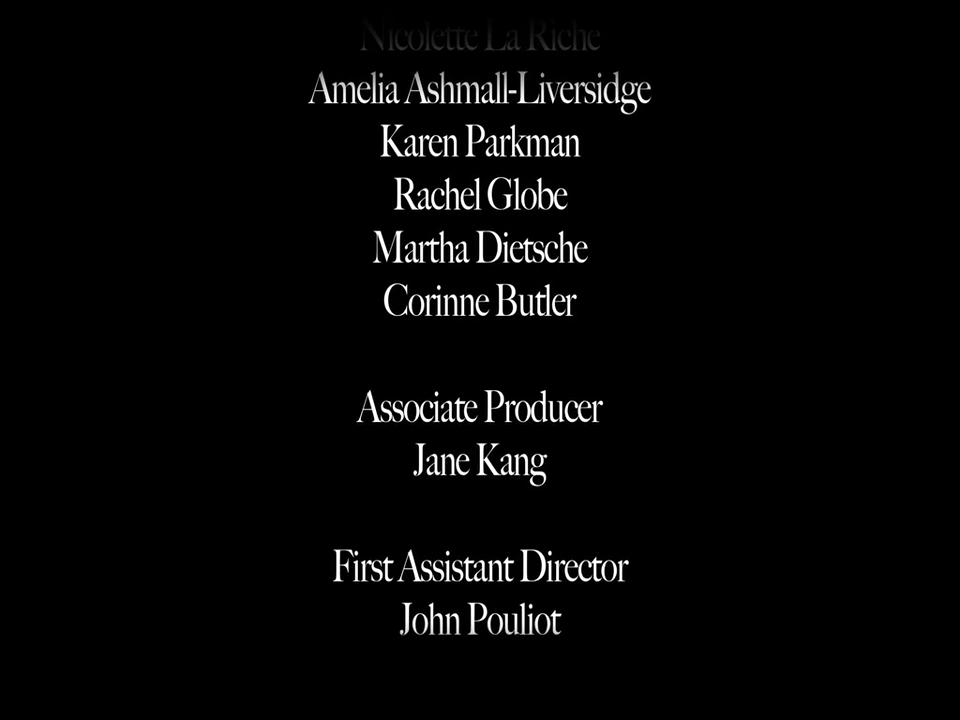 Nicolette La Riche
Amelia Ashmall-Liversidge
Karen Parkman
Rachel Globe
Martha Dietsche
Corinne Butler
Associate Producer
Jane Kang
First Assistant Director
John Pouliot